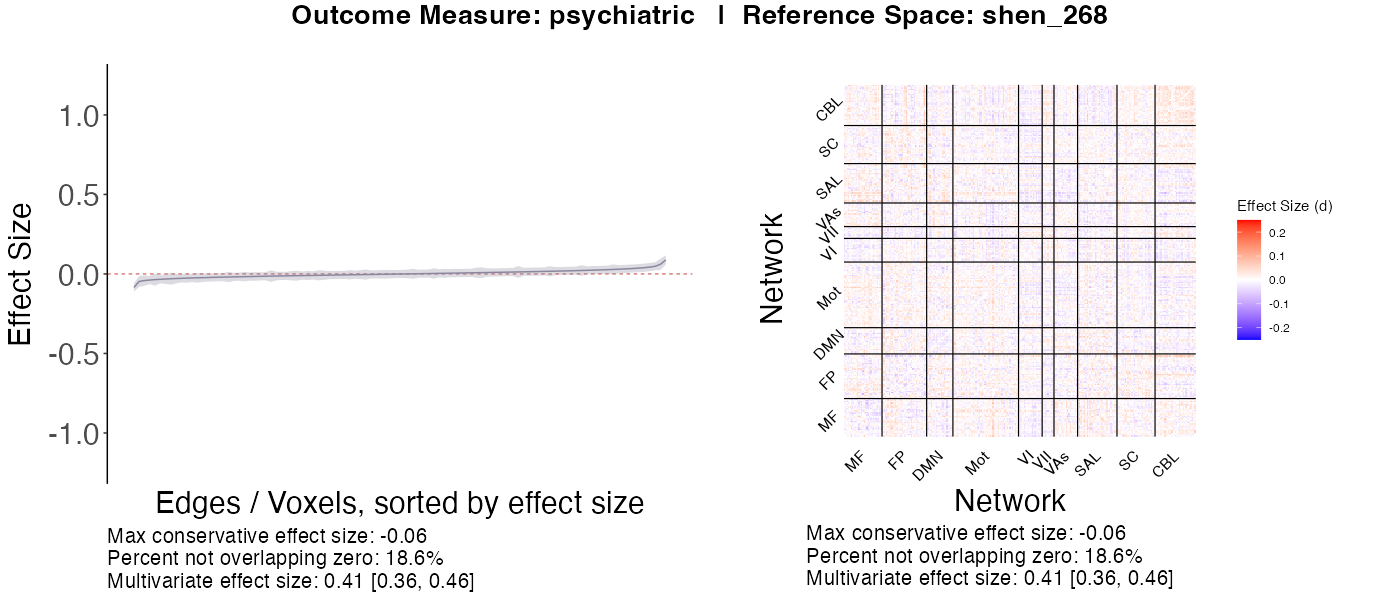 Outcome Measure: psychiatric | Reference Space: shen_268
1.0
0.5
0.0
-0.5
-1.0
Effect Size
Edges / Voxels, sorted by effect size
Max conservative effect size: -0.06
Percent not overlapping zero: 18.6%
Multivariate effect size: 0.41 [0.36, 0.46]
Network
CBL
SC
SAL
VAs
VII
VI
Mot
DMN
FP
MF
MF
FP
DMN
Mot
VI
VII
VAs
SAL
SC
CBL
Network
Max conservative effect size: -0.06
Percent not overlapping zero: 18.6%
Multivariate effect size: 0.41 [0.36, 0.46]
Effect Size (d)
0.2
0.1
0.0
-0.1
-0.2